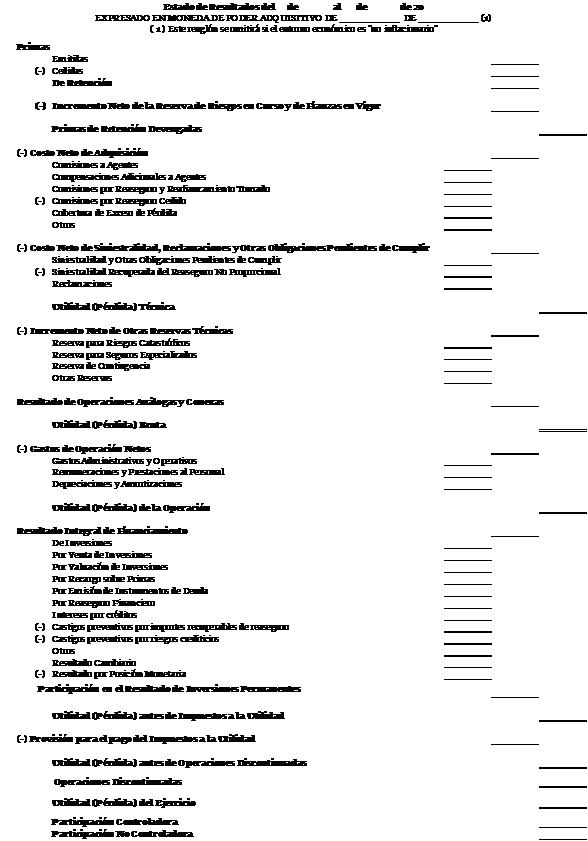 Estado de Resultados del de al de de 20
EXPRESADO EN MONEDA DE PODER ADQUISITIVO DE ____________ DE ____________ (1)
( 1 ) Este renglón se omitirá si el entorno económico es "no inflacionario"
Primas
Emitidas
(-) Cedidas
De Retención
(-) Incremento Neto de la Reserva de Riesgos en Curso y de Fianzas en Vigor
Primas de Retención Devengadas
(-) Costo Neto de Adquisición
Comisiones a Agentes
Compensaciones Adicionales a Agentes
Comisiones por Reaseguro y Reafianzamiento Tomado
(-) Comisiones por Reaseguro Cedido
Cobertura de Exceso de Pérdida
Otros
(-) Costo Neto de Siniestralidad, Reclamaciones y Otras Obligaciones Pendientes de Cumplir
Siniestralidad y Otras Obligaciones Pendientes de Cumplir
(-) Siniestralidad Recuperada del Reaseguro No Proporcional
Reclamaciones
Utilidad (Pérdida) Técnica
(-) Incremento Neto de Otras Reservas Técnicas
Reserva para Riesgos Catastróficos
Reserva para Seguros Especializados
Reserva de Contingencia
Otras Reservas
Resultado de Operaciones Análogas y Conexas
Utilidad (Pérdida) Bruta
(-) Gastos de Operación Netos
Gastos Administrativos y Operativos
Remuneraciones y Prestaciones al Personal
Depreciaciones y Amortizaciones
Utilidad (Pérdida) de la Operación
Resultado Integral de Financiamiento
De Inversiones
Por Venta de Inversiones
Por Valuación de Inversiones
Por Recargo sobre Primas
Por Emisión de Instrumentos de Deuda
Por Reaseguro Financiero
Intereses por créditos
(-) Castigos preventivos por importes recuperables de reaseguro
(-) Castigos preventivos por riesgos crediticios
Otros
Resultado Cambiario
(-) Resultado por Posición Monetaria
Participación en el Resultado de Inversiones Permanentes
Utilidad (Pérdida) antes de Impuestos a la Utilidad
(-) Provisión para el pago del Impuestos a la Utilidad
Utilidad (Pérdida) antes de Operaciones Discontinuadas
Operaciones Discontinuadas
Utilidad (Pérdida) del Ejercicio
Participación Controladora
Participación No Controladora